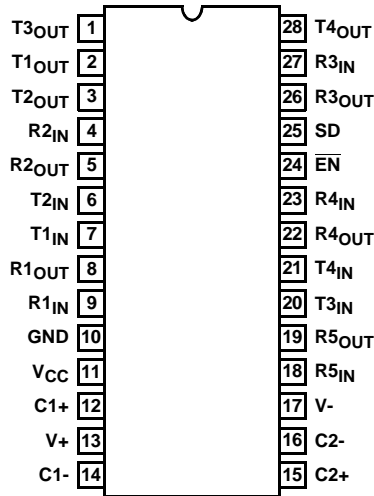 T3OUT 1 28 T4OUT
T1OUT 2 27 R3IN
T2OUT 3 26 R3OUT
R2IN 4 25 SD
R2OUT 5 24 EN
T2IN 6 23 R4IN
T1IN 7 22 R4OUT
R1OUT 8 21 T4IN
R1IN 9 20 T3IN
GND 10 19 R5OUT
VCC 11 18 R5IN
C1+ 12 17 V-
V+ 13 16 C2-
C1- 14 15 C2+